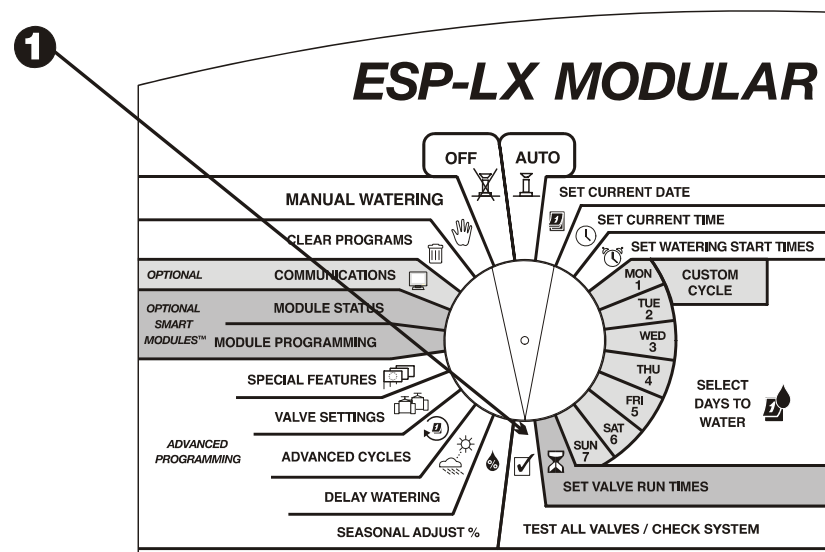 1
ESP-LX MODULAR
OFF
AUTO
MANUAL WATERING
SET CURRENT DATE
1
CLEAR PROGRAMS
SET CURRENT TIME
SET WATERING START TIMES
OPTIONAL
COMMUNICATIONS
MON
1
CUSTOM
CYCLE
OPTIONAL
SMART
MODULES™
MODULE STATUS
MODULE PROGRAMMING
TUE
2
WED
3
THU
4
FRI
5
SAT
6
SUN
7
SELECT
DAYS TO
WATER
1
SPECIAL FEATURES
VALVE SETTINGS
ADVANCED
PROGRAMMING
ADVANCED CYCLES
1
DELAY WATERING
%
SEASONAL ADJUST %
SET VALVE RUN TIMES
TEST ALL VALVES / CHECK SYSTEM